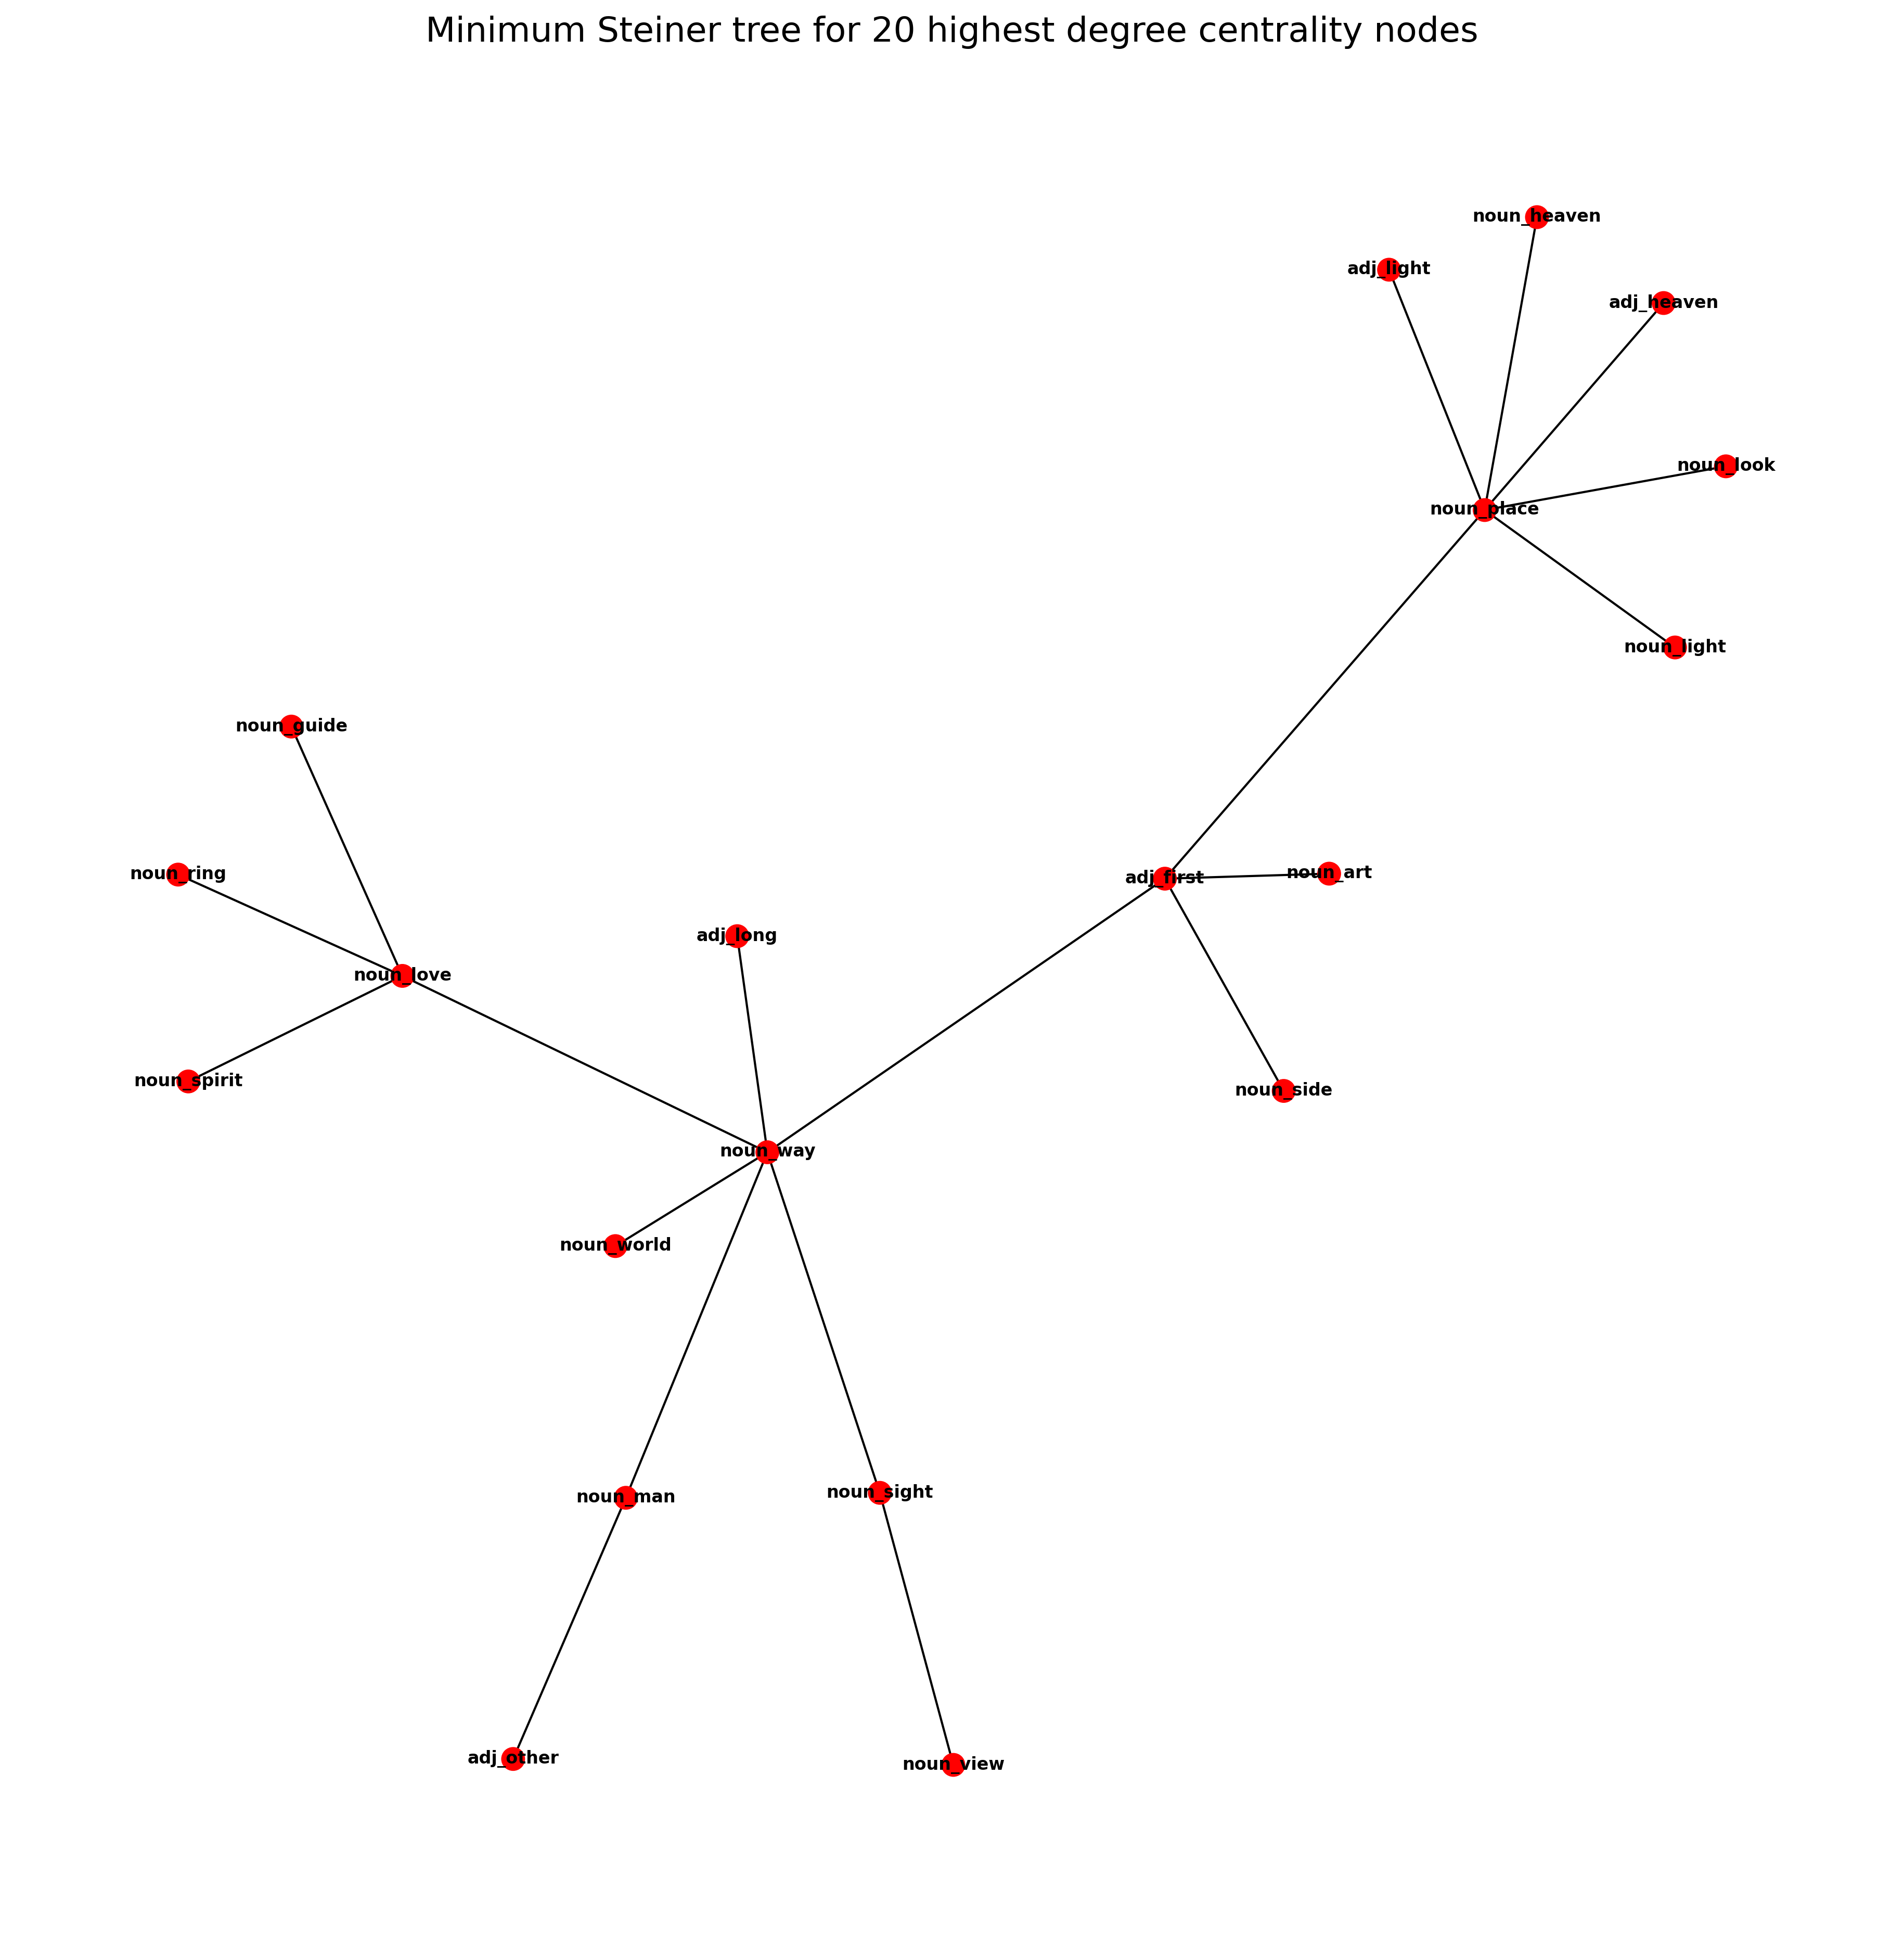 Minimum Steiner tree for 20 highest degree centrality nodes
noun_heaven
adj_light
adj_heaven
noun_look
noun_place
noun_light
noun_guide
noun_ring
adj_first
noun_art
adj_long
noun_love
noun_spirit
noun_side
noun_way
noun_world
noun_man
noun_sight
adj_other
noun_view